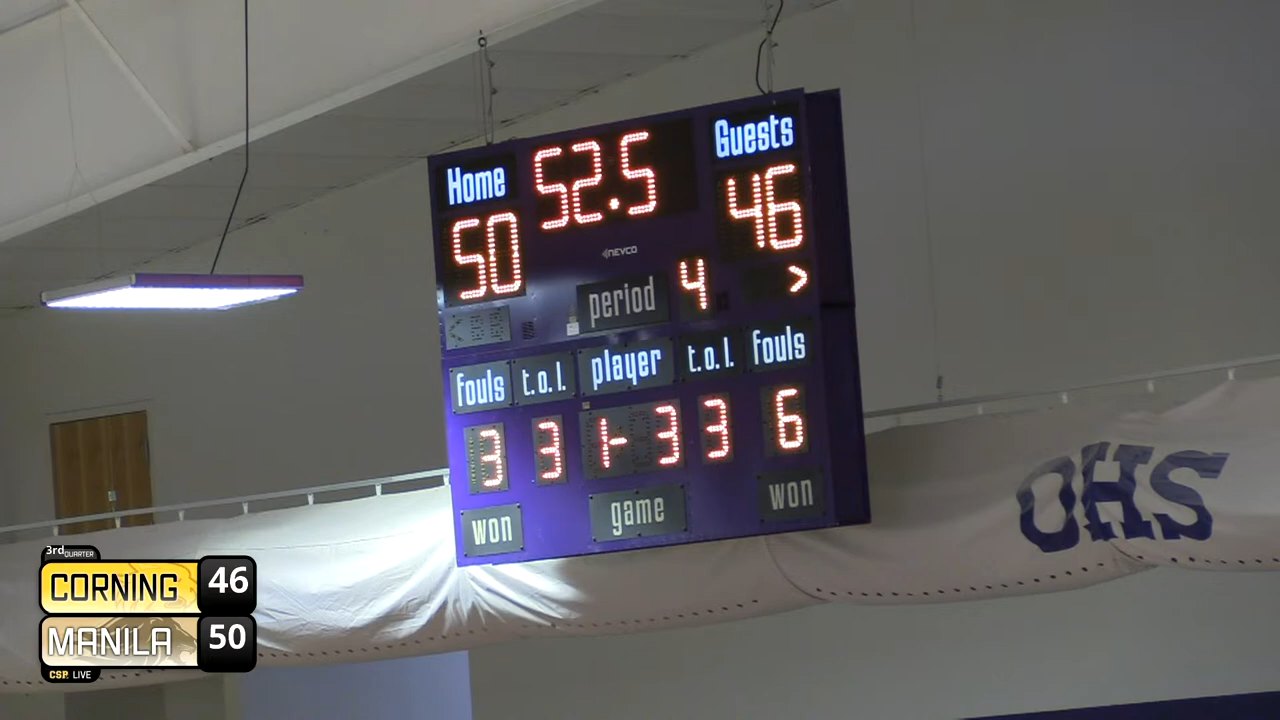 Home 52.5 Guests
50 46
NEVCO
period 4 >
fouls t.o.l. player t.o.l. fouls
3 3 1- 3 3 6
won game won
OHS
3rd QUARTER
CORNING 46
MANILA 50
CSP. LIVE